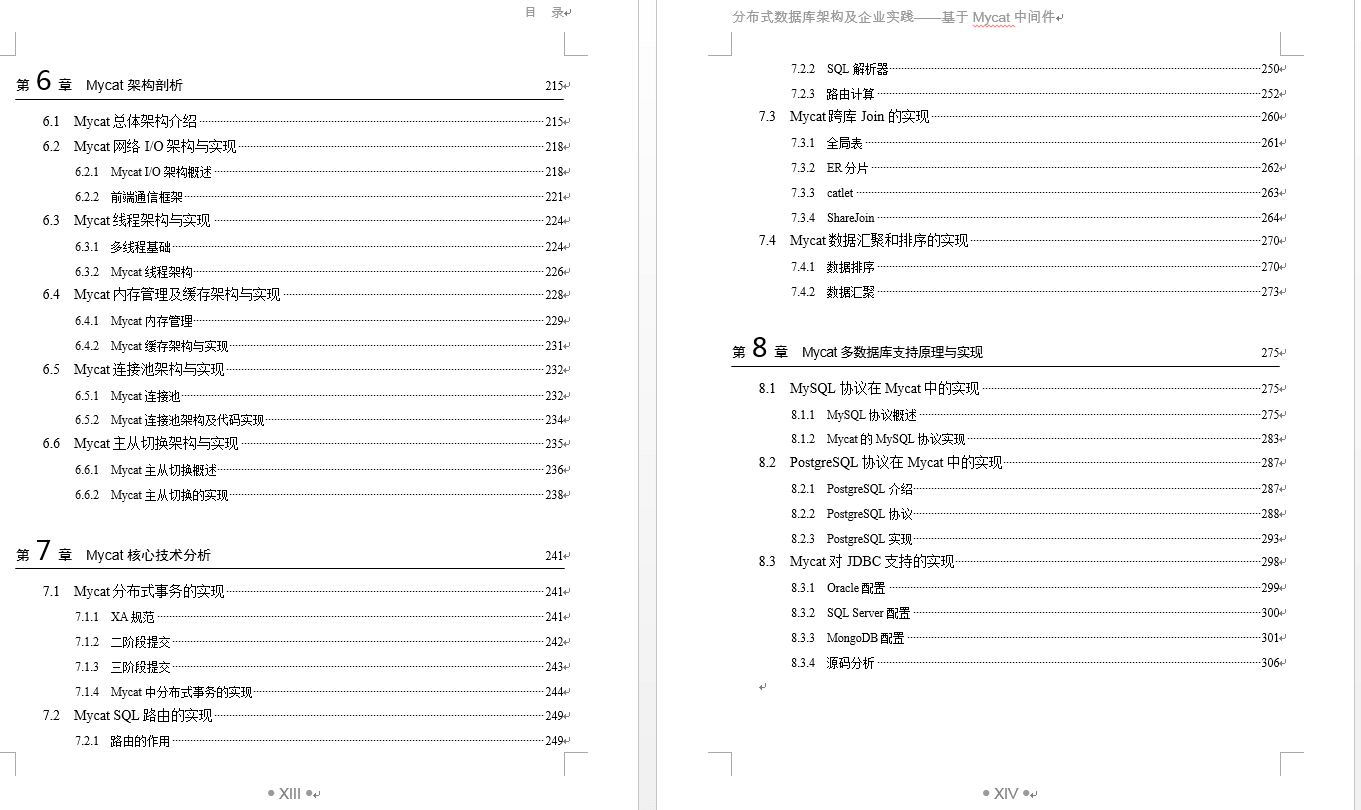 目 录
第 6 章 Mycat 架构剖析 215
6.1 Mycat 总体架构介绍 215
6.2 Mycat 网络 I/O 架构与实现 218
6.2.1 Mycat I/O 架构概述 218
6.2.2 前端通信框架 221
6.3 Mycat 线程架构与实现 224
6.3.1 多线程基础 224
6.3.2 Mycat 线程架构 226
6.4 Mycat 内存管理及缓存架构与实现 228
6.4.1 Mycat 内存管理 229
6.4.2 Mycat 缓存架构与实现 231
6.5 Mycat 连接池架构与实现 232
6.5.1 Mycat 连接池 232
6.5.2 Mycat 连接池架构及代码实现 234
6.6 Mycat 主从切换架构与实现 235
6.6.1 Mycat 主从切换概述 236
6.6.2 Mycat 主从切换的实现 238
第 7 章 Mycat 核心技术分析 241
7.1 Mycat 分布式事务的实现 241
7.1.1 XA 规范 241
7.1.2 二阶段提交 242
7.1.3 三阶段提交 243
7.1.4 Mycat 中分布式事务的实现 244
7.2 Mycat SQL 路由的实现 249
7.2.1 路由的作用 249
• XIII •
分布式数据库架构及企业实践——基于 Mycat 中间件
7.2.2 SQL 解析器 250
7.2.3 路由计算 252
7.3 Mycat 跨库 Join 的实现 260
7.3.1 全局表 261
7.3.2 ER 分片 262
7.3.3 catlet 263
7.3.4 ShareJoin 264
7.4 Mycat 数据汇聚和排序的实现 270
7.4.1 数据排序 270
7.4.2 数据汇聚 273
第 8 章 Mycat 多数据库支持原理与实现 275
8.1 MySQL 协议在 Mycat 中的实现 275
8.1.1 MySQL 协议概述 275
8.1.2 Mycat 的 MySQL 协议实现 283
8.2 PostgreSQL 协议在 Mycat 中的实现 287
8.2.1 PostgreSQL 介绍 287
8.2.2 PostgreSQL 协议 288
8.2.3 PostgreSQL 实现 293
8.3 Mycat 对 JDBC 支持的实现 298
8.3.1 Oracle 配置 299
8.3.2 SQL Server 配置 300
8.3.3 MongoDB 配置 301
8.3.4 源码分析 306
• XIV •